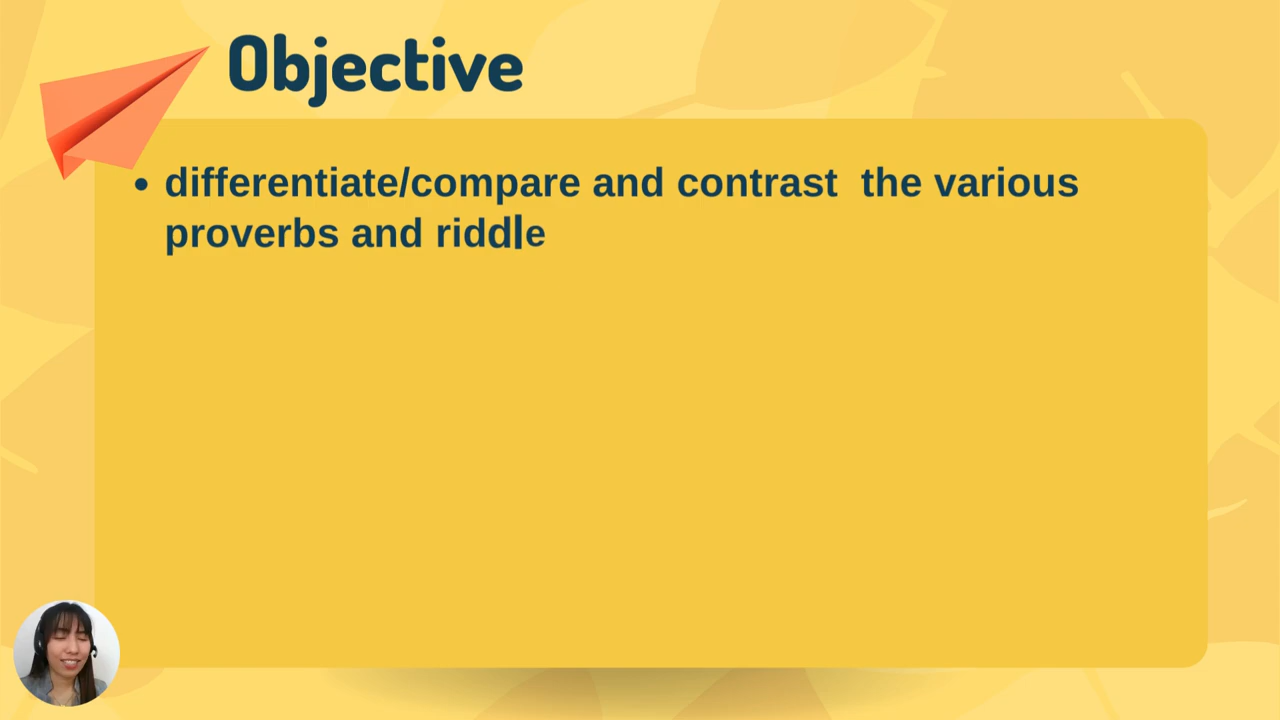 Objective
• differentiate/compare and contrast  the various
proverbs and riddle